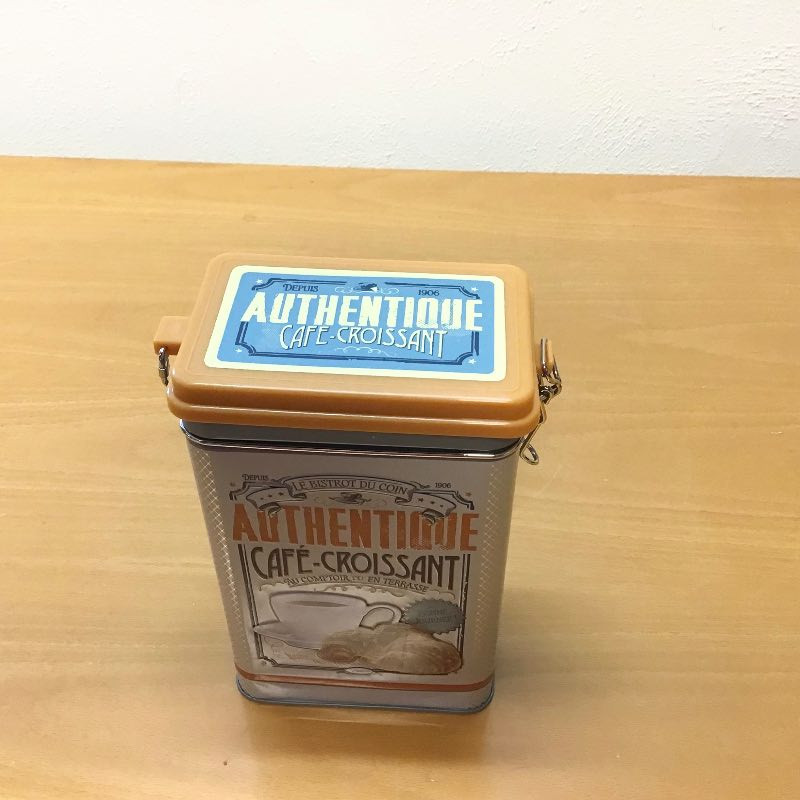 DEPUIS 1906
AUTHENTIQUE
CAFÉ-CROISSANT
DEPUIS 1906
LE BISTROT DU COIN
AUTHENTIQUE
CAFÉ-CROISSANT
AU COMPTOIR OU EN TERRASSE